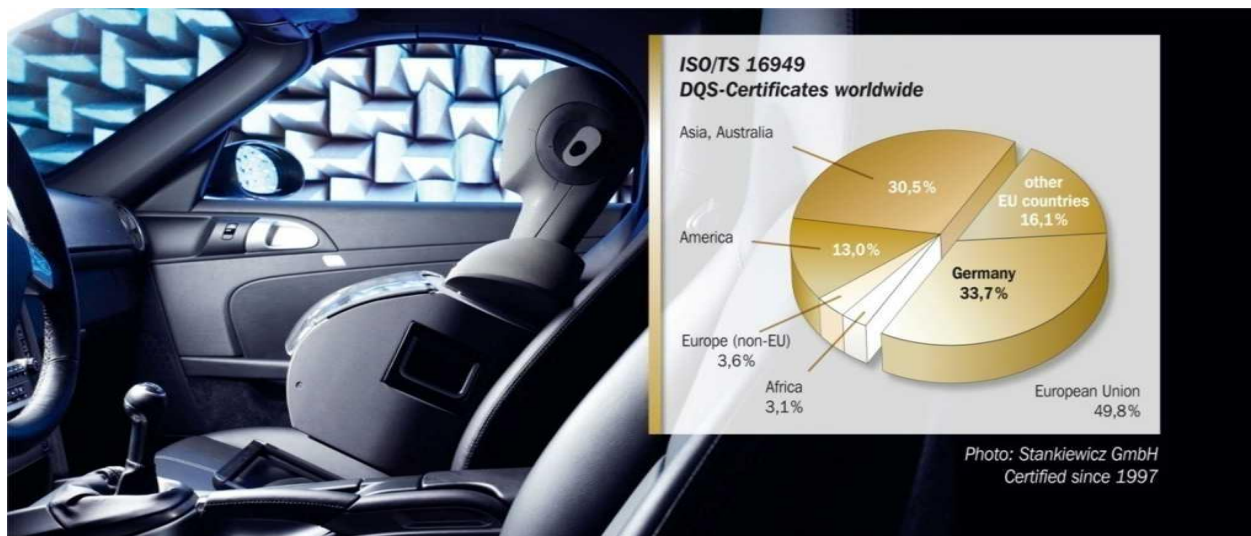 ISO/TS 16949
DQS-Certificates worldwide
Asia, Australia
30,5%
other
EU countries
16,1%
America
13,0%
Germany
33,7%
Europe (non-EU)
3,6%
Africa
3,1%
European Union
49,8%
Photo: Stankiewicz GmbH
Certified since 1997